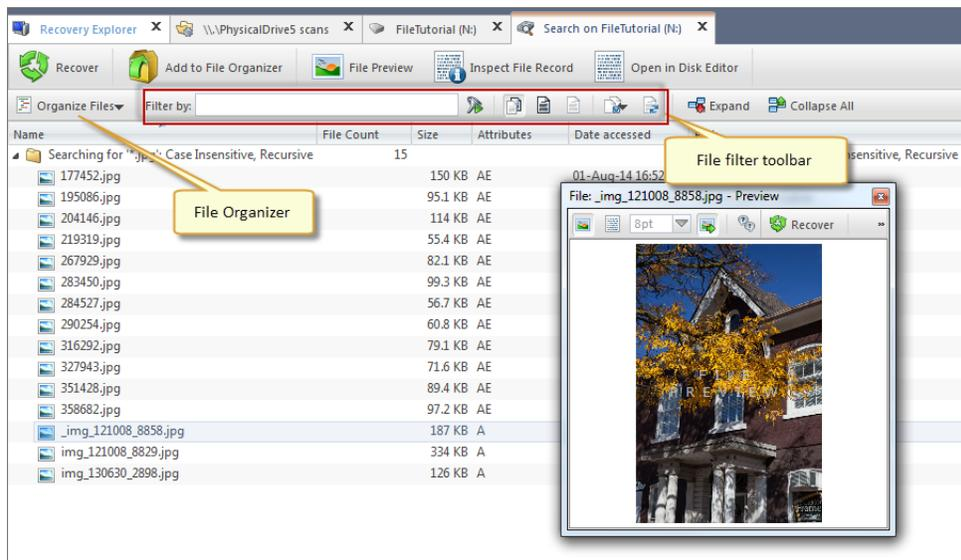 Recovery Explorer X \\.\PhysicalDrive5 scans X FileTutorial (N:) X Search on FileTutorial (N:) X
Recover Add to File Organizer File Preview Inspect File Record Open in Disk Editor
Organize Files Filter by: Expand Collapse All
Name File Count Size Attributes Date accessed
File filter toolbar
Searching for '*.jpg': Case Insensitive, Recursive 15 sensitive, Recursive
177452.jpg 150 KB AE 01-Aug-14 16:52
195086.jpg 95.1 KB AE
204146.jpg 114 KB AE
File Organizer
219319.jpg 55.4 KB AE
267929.jpg 82.1 KB AE
283450.jpg 99.3 KB AE
284527.jpg 56.7 KB AE
290254.jpg 60.8 KB AE
316292.jpg 79.1 KB AE
327943.jpg 71.6 KB AE
351428.jpg 89.4 KB AE
358682.jpg 97.2 KB AE
_img_121008_8858.jpg 187 KB A
img_121008_8829.jpg 334 KB A
img_130630_2898.jpg 126 KB A
File: _img_121008_8858.jpg - Preview
8pt Recover »
FILE
PREVIEW
Frame